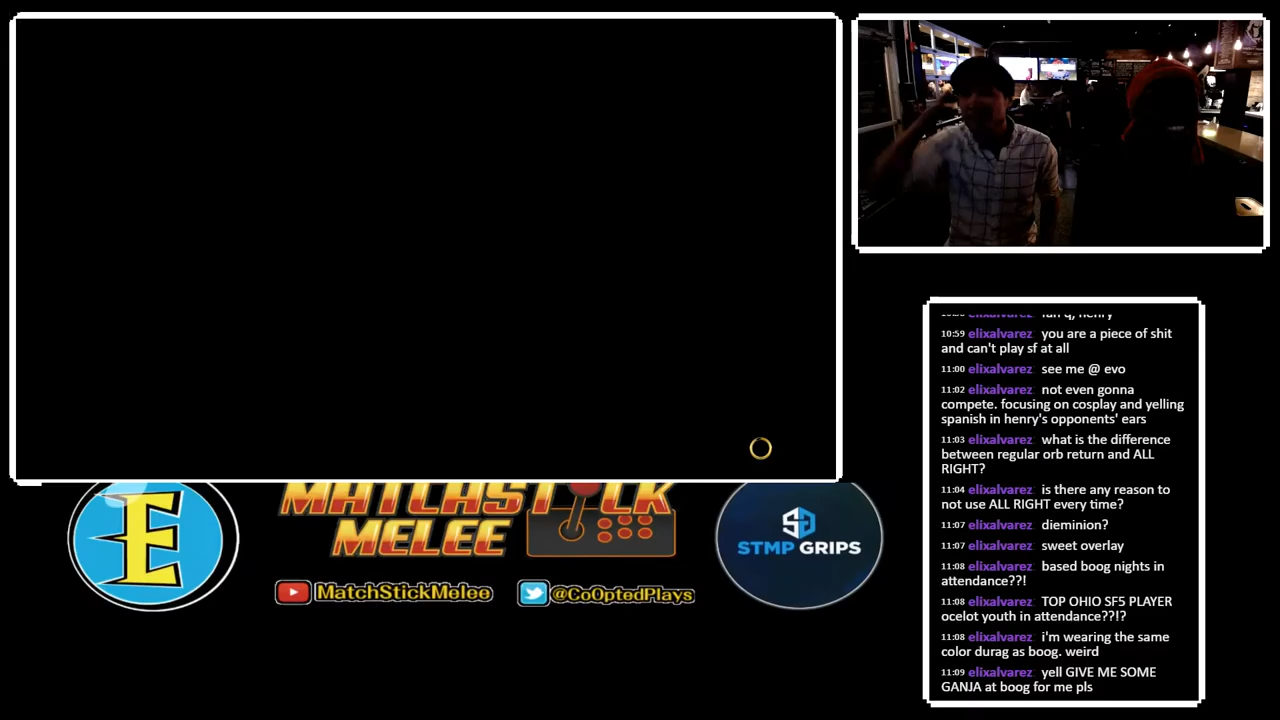 MATCHSTICK
MELEE
E
SG
STMP GRIPS
MatchStickMelee
@CoOptedPlays
elixalvarez
10:59 elixalvarez you are a piece of shit
and can't play sf at all
11:00 elixalvarez see me @ evo
11:02 elixalvarez not even gonna
compete. focusing on cosplay and yelling
spanish in henry's opponents' ears
11:03 elixalvarez what is the difference
between regular orb return and ALL
RIGHT?
11:04 elixalvarez is there any reason to
not use ALL RIGHT every time?
11:07 elixalvarez dieminion?
11:07 elixalvarez sweet overlay
11:08 elixalvarez based boog nights in
attendance??!
11:08 elixalvarez TOP OHIO SF5 PLAYER
ocelot youth in attendance??!?
11:08 elixalvarez i'm wearing the same
color durag as boog. weird
11:09 elixalvarez yell GIVE ME SOME
GANJA at boog for me pls